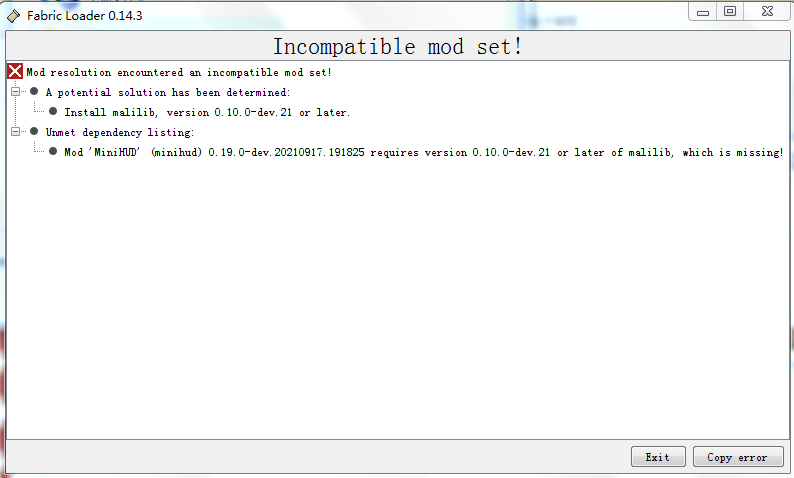 Fabric Loader 0.14.3
Incompatible mod set!
Mod resolution encountered an incompatible mod set!
A potential solution has been determined:
Install malilib, version 0.10.0-dev.21 or later.
Unmet dependency listing:
Mod 'MiniHUD' (minihud) 0.19.0-dev.20210917.191825 requires version 0.10.0-dev.21 or later of malilib, which is missing!
Exit
Copy error